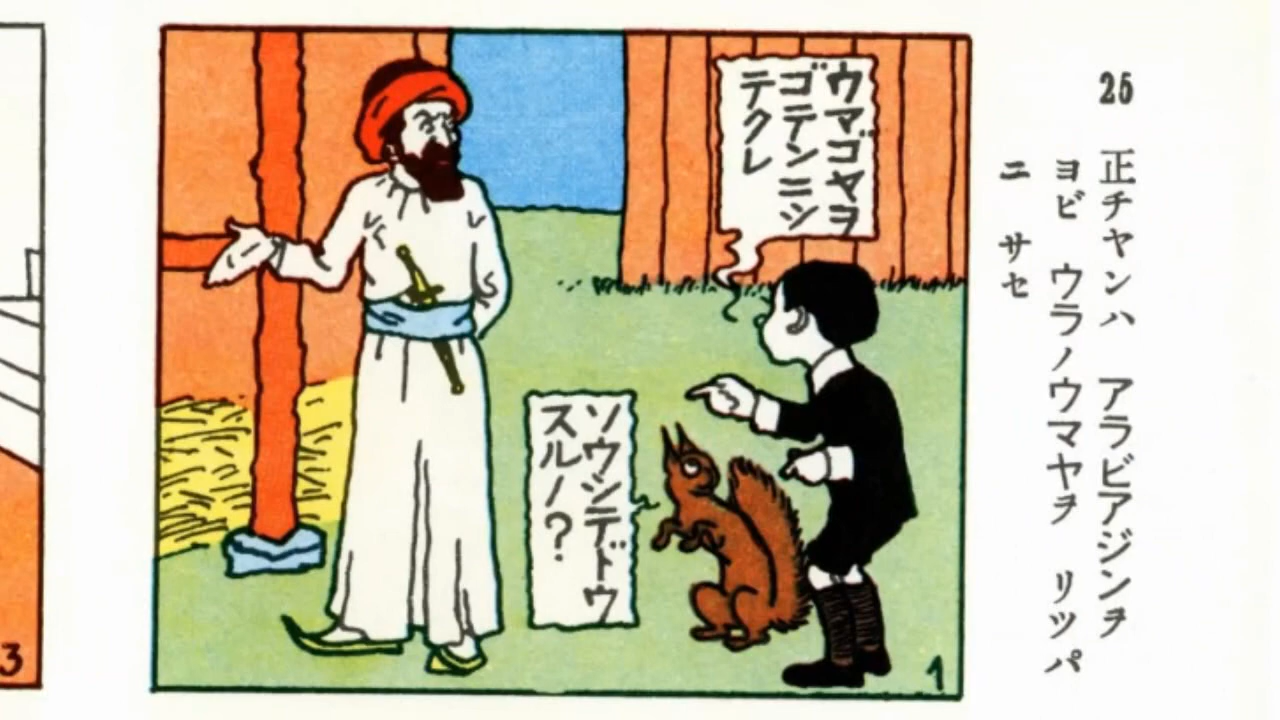 25 正チヤンハ アラビアジンヲ
ヨビ ウラノウマヤヲ リツパ
ニ サセ
ウマゴヤヲ
ゴテンニシ
テクレ
ソウシテドウ
スルノ?
1
3